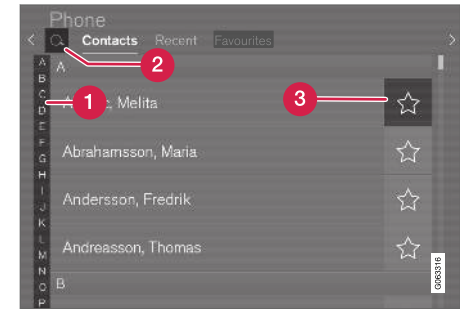 Phone
Contacts Recent Favourites
A
B
C
D
E
F
G
H
I
J
K
L
M
N
O
P
A
Melita
Abrahamsson, Maria
Andersson, Fredrik
Andreasson, Thomas
B
1
2
3
G063316